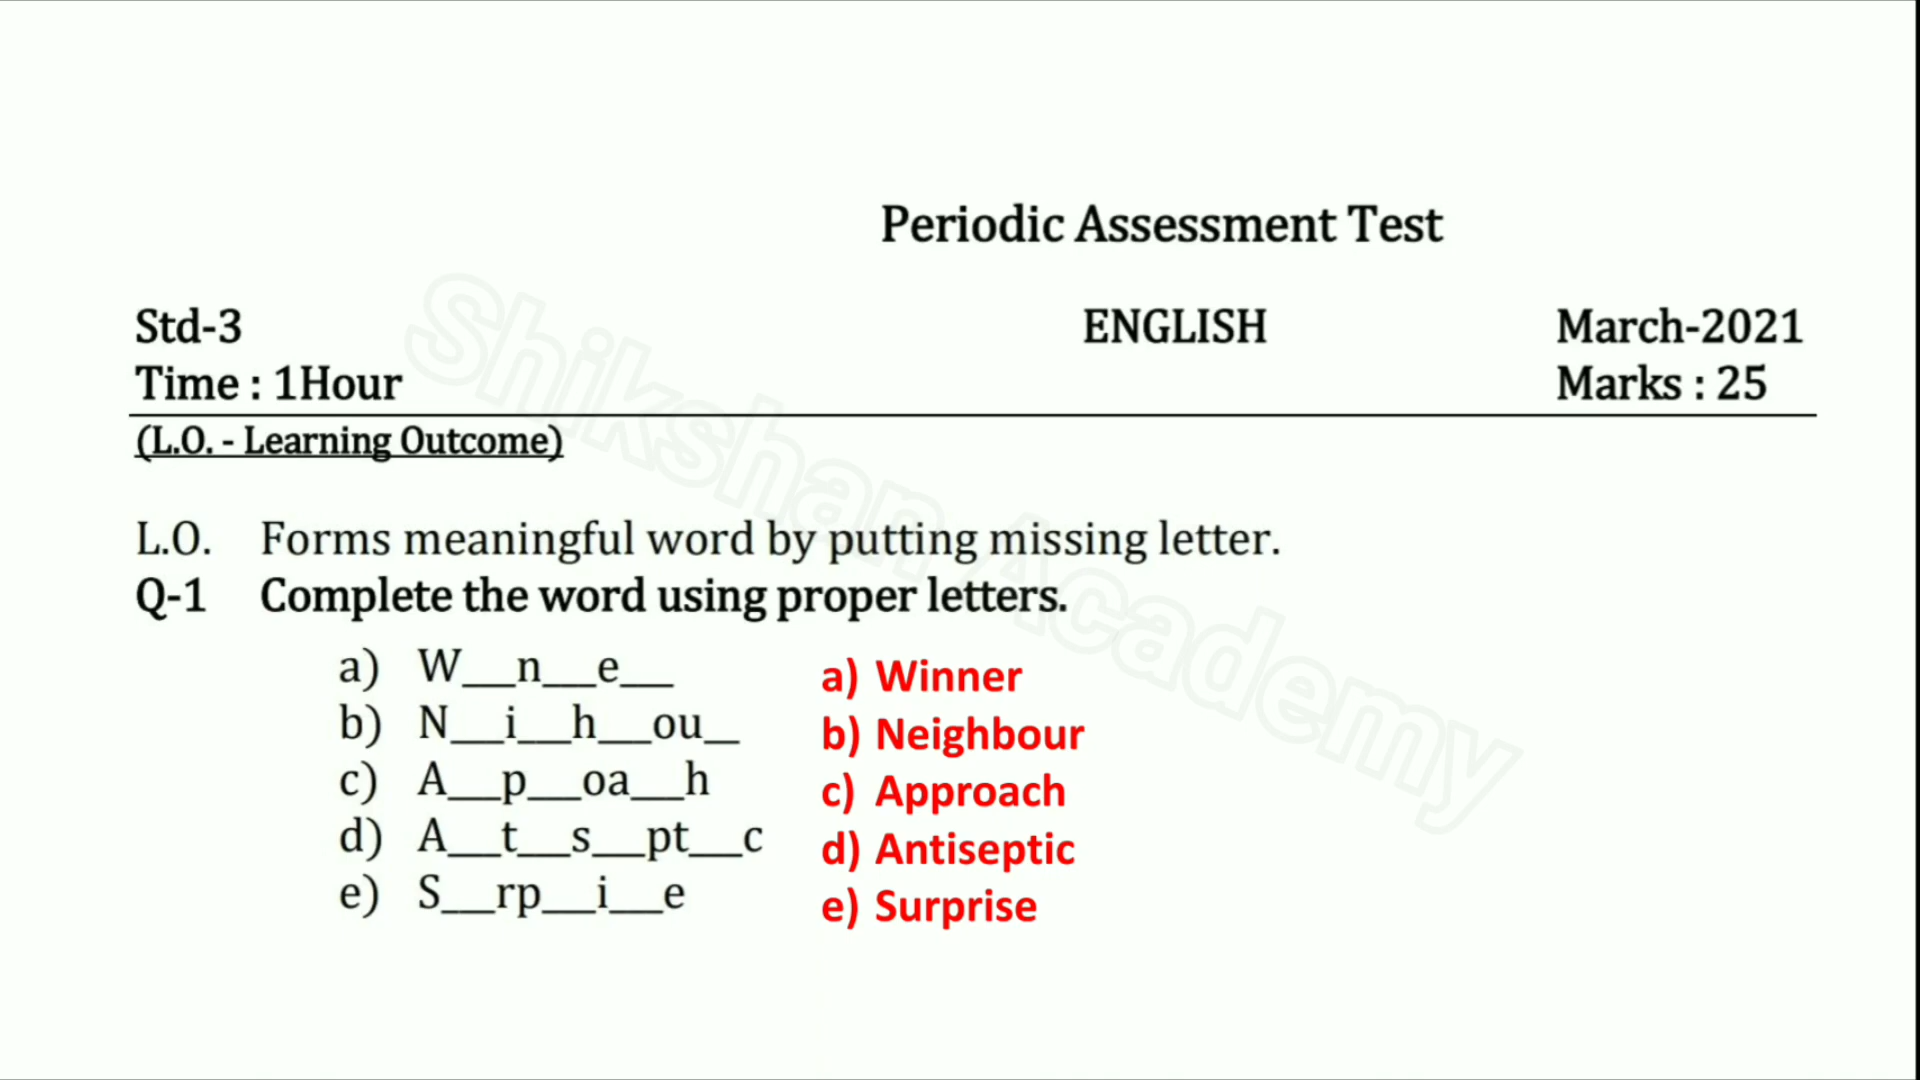 Periodic Assessment Test
Std-3 ENGLISH March-2021
Time : 1Hour Marks : 25
(L.O. - Learning Outcome)
L.O. Forms meaningful word by putting missing letter.
Q-1 Complete the word using proper letters.
a) W__n__e__ a) Winner
b) N__i__h__ou_ b) Neighbour
c) A__p__oa__h c) Approach
d) A__t__s__pt__c d) Antiseptic
e) S__rp__i__e e) Surprise
Shikshan Academy